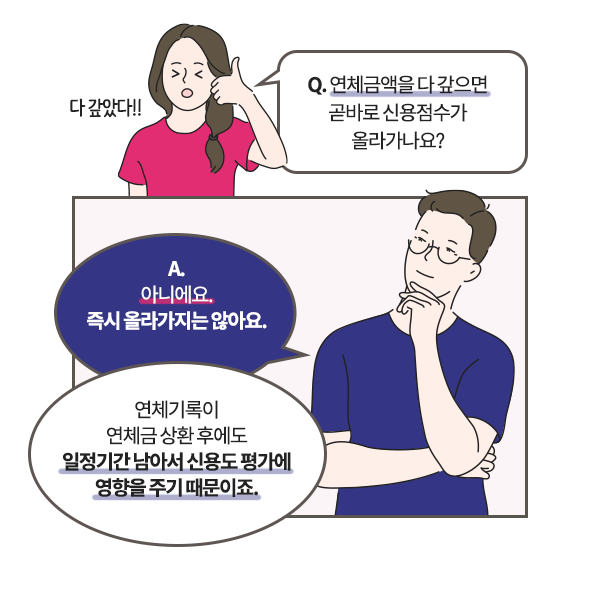 다 갚았다!!
Q. 연체금액을 다 갚으면
곧바로 신용점수가
올라가나요?
A.
아니에요.
즉시 올라가지는 않아요.
연체기록이
연체금 상환 후에도
일정기간 남아서 신용도 평가에
영향을 주기 때문이죠.